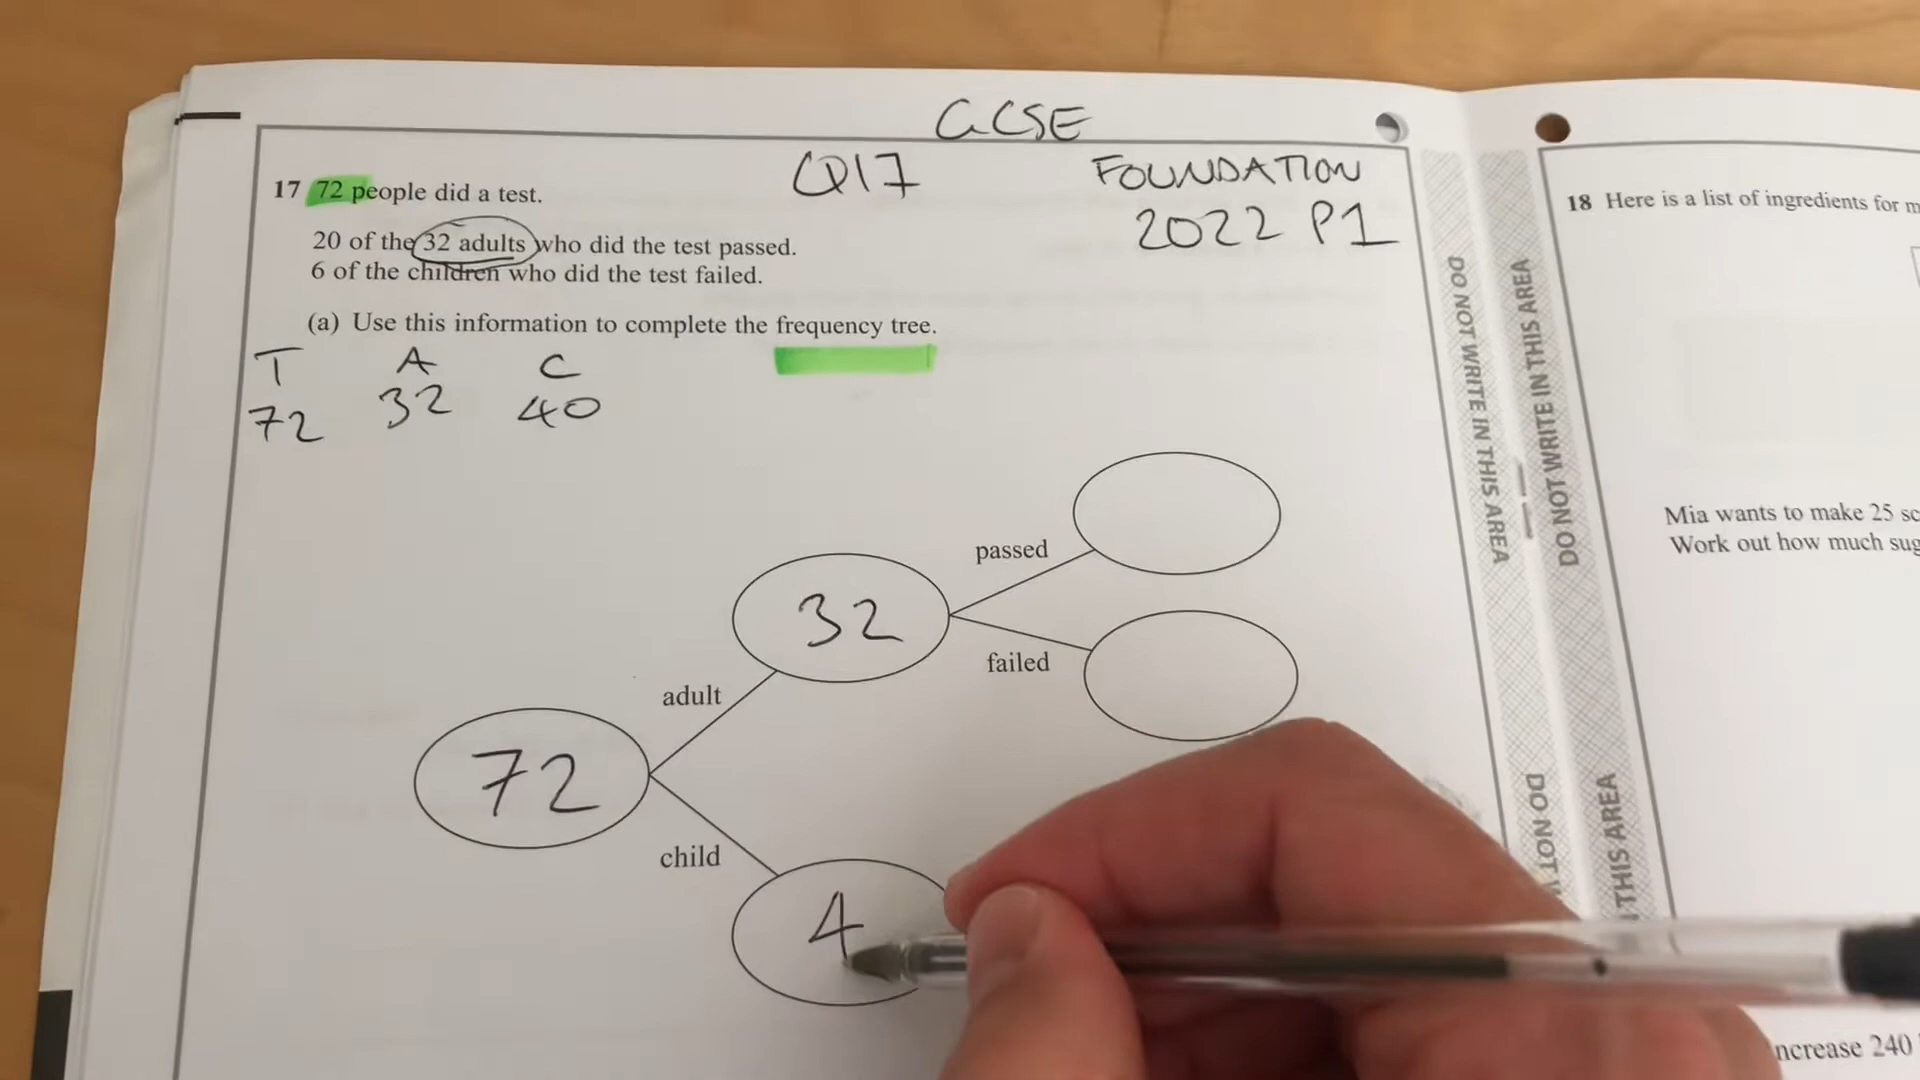 GCSE
Q17
FOUNDATION
2022 P1
17 72 people did a test.
20 of the 32 adults who did the test passed.
6 of the children who did the test failed.
(a) Use this information to complete the frequency tree.
T A C
72 32 40
passed
32
failed
adult
72
child
4
DO NOT WRITE IN THIS AREA
DO NOT WRITE IN THIS AREA
DO NOT
THIS AREA
18 Here is a list of ingredients for
Mia wants to make 25
Work out how much
240